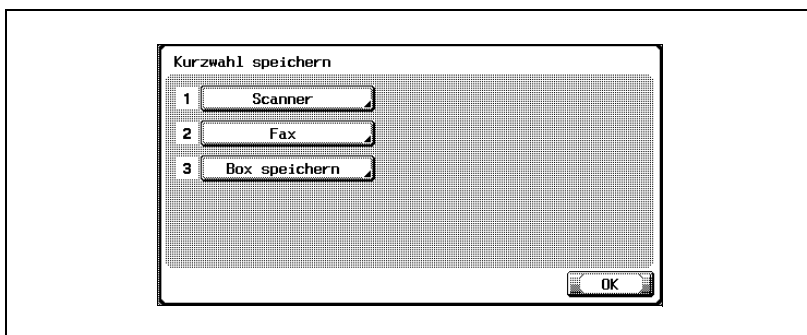 Kurzwahl speichern
1 Scanner
2 Fax
3 Box speichern
OK